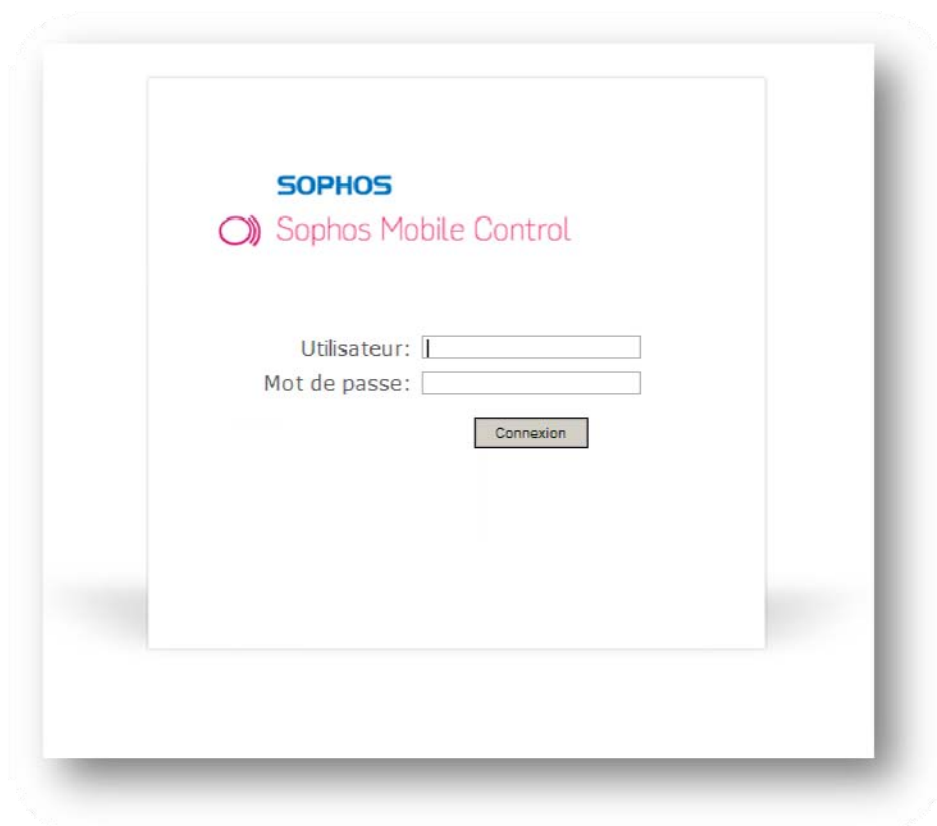 SOPHOS
Sophos Mobile Control
Utilisateur:
Mot de passe:
Connexion